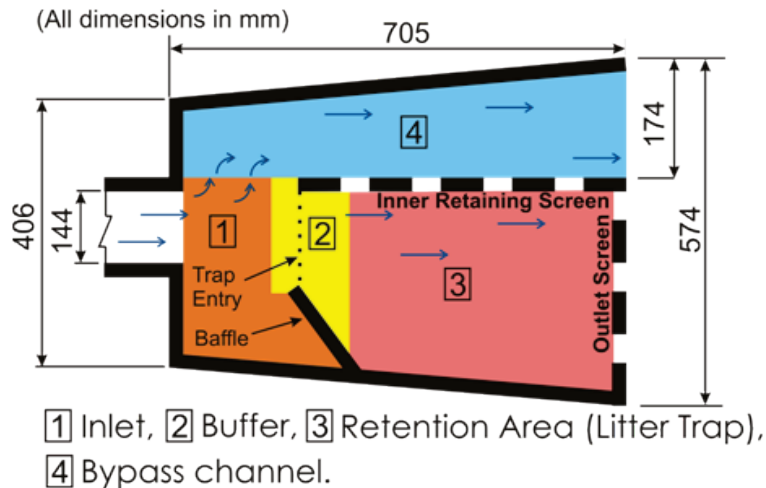 (All dimensions in mm)
705
4
174
406
144
1
2
Inner Retaining Screen
574
Trap
Entry
3
Outlet Screen
Baffle
1 Inlet, 2 Buffer, 3 Retention Area (Litter Trap),
4 Bypass channel.